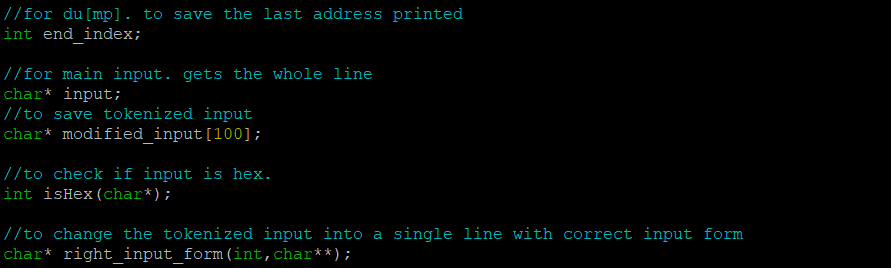 //for du[mp]. to save the last address printed
int end_index;
//for main input. gets the whole line
char* input;
//to save tokenized input
char* modified_input[100];
//to check if input is hex.
int isHex(char*);
//to change the tokenized input into a single line with correct input form
char* right_input_form(int,char**);